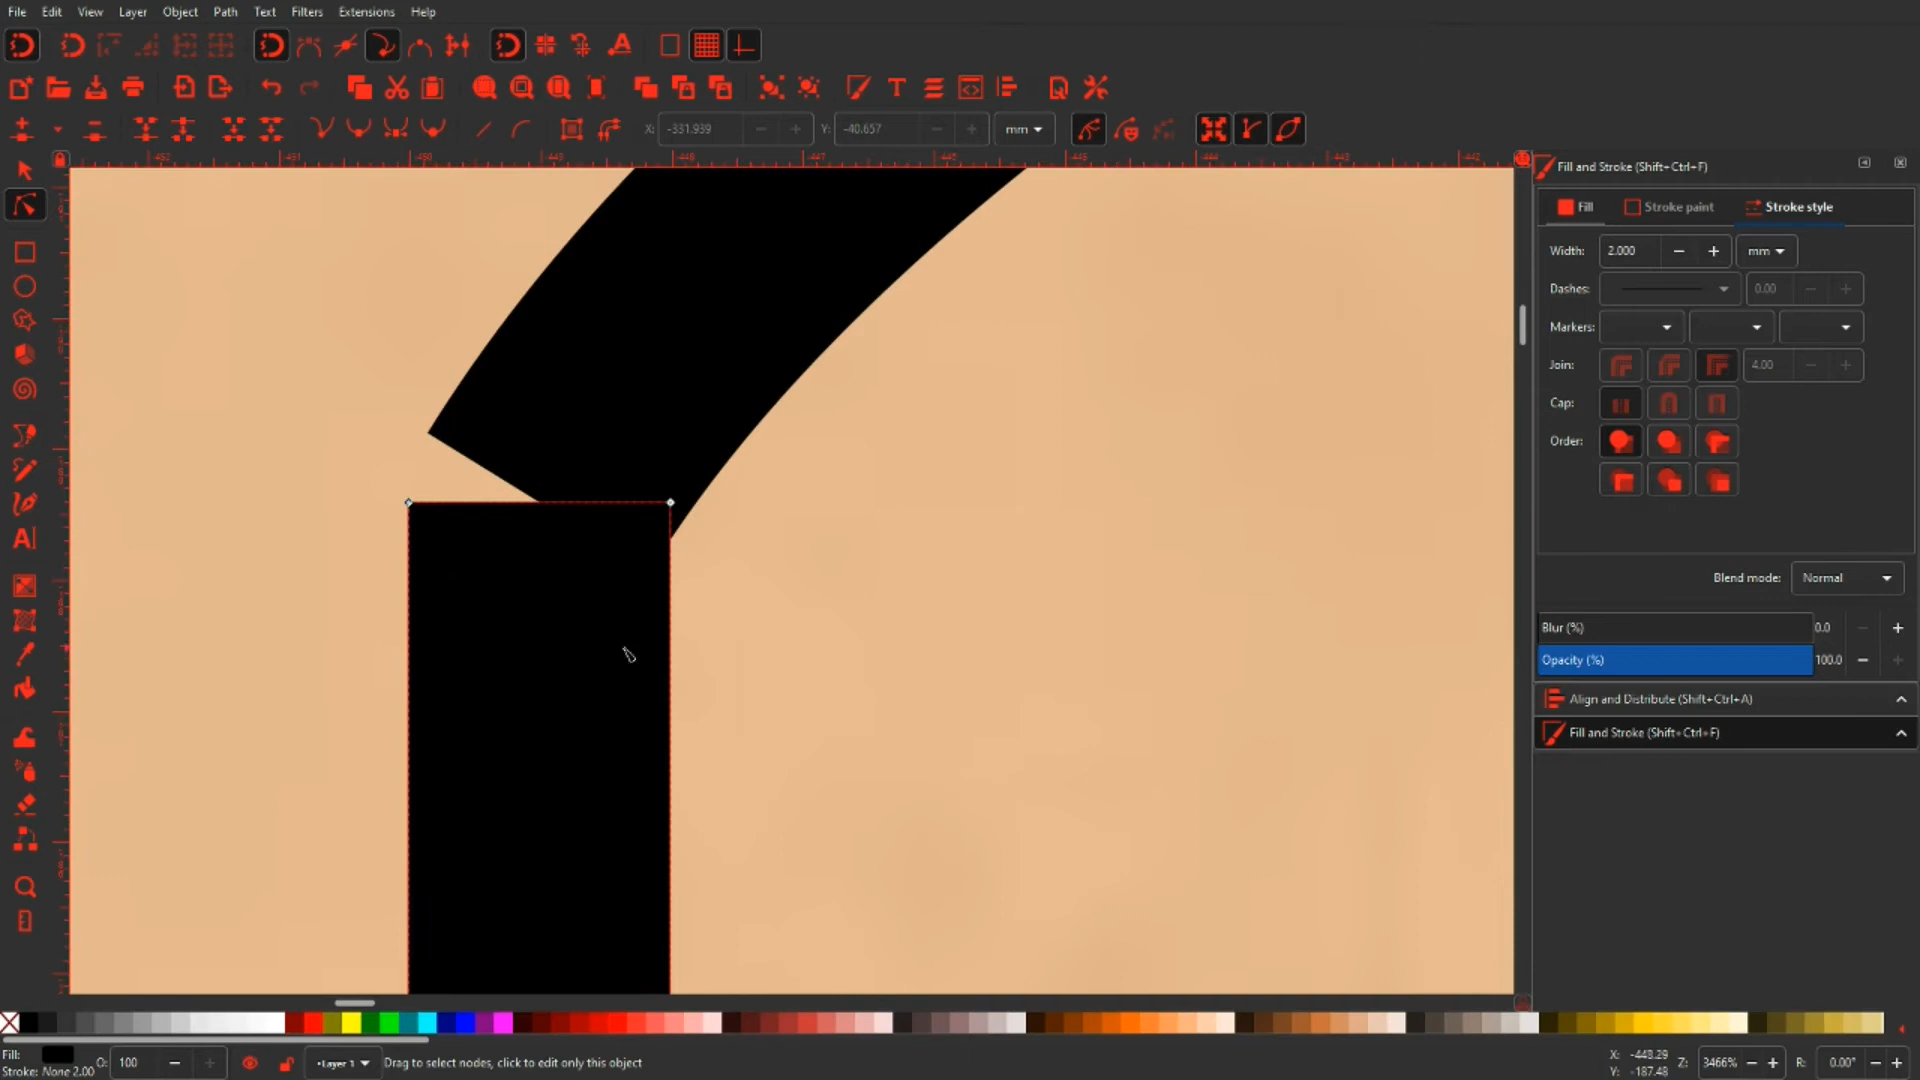 File Edit View Layer Object Path Text Filters Extensions Help
X: -331.939 Y: -40.657 mm
Fill and Stroke (Shift+Ctrl+F)
Fill Stroke paint Stroke style
Width: 2.000 mm
Dashes: 0.00
Markers:
Join: 4.00
Cap:
Order:
Blend mode: Normal
Blur (%) 0.0
Opacity (%) 100.0
Align and Distribute (Shift+Ctrl+A)
Fill and Stroke (Shift+Ctrl+F)
Fill: O: 100 Layer 1 Drag to select nodes, click to edit only this object
Stroke: None 2.00
X: -448.29 Z: 3466% R: 0.00°
Y: -187.48